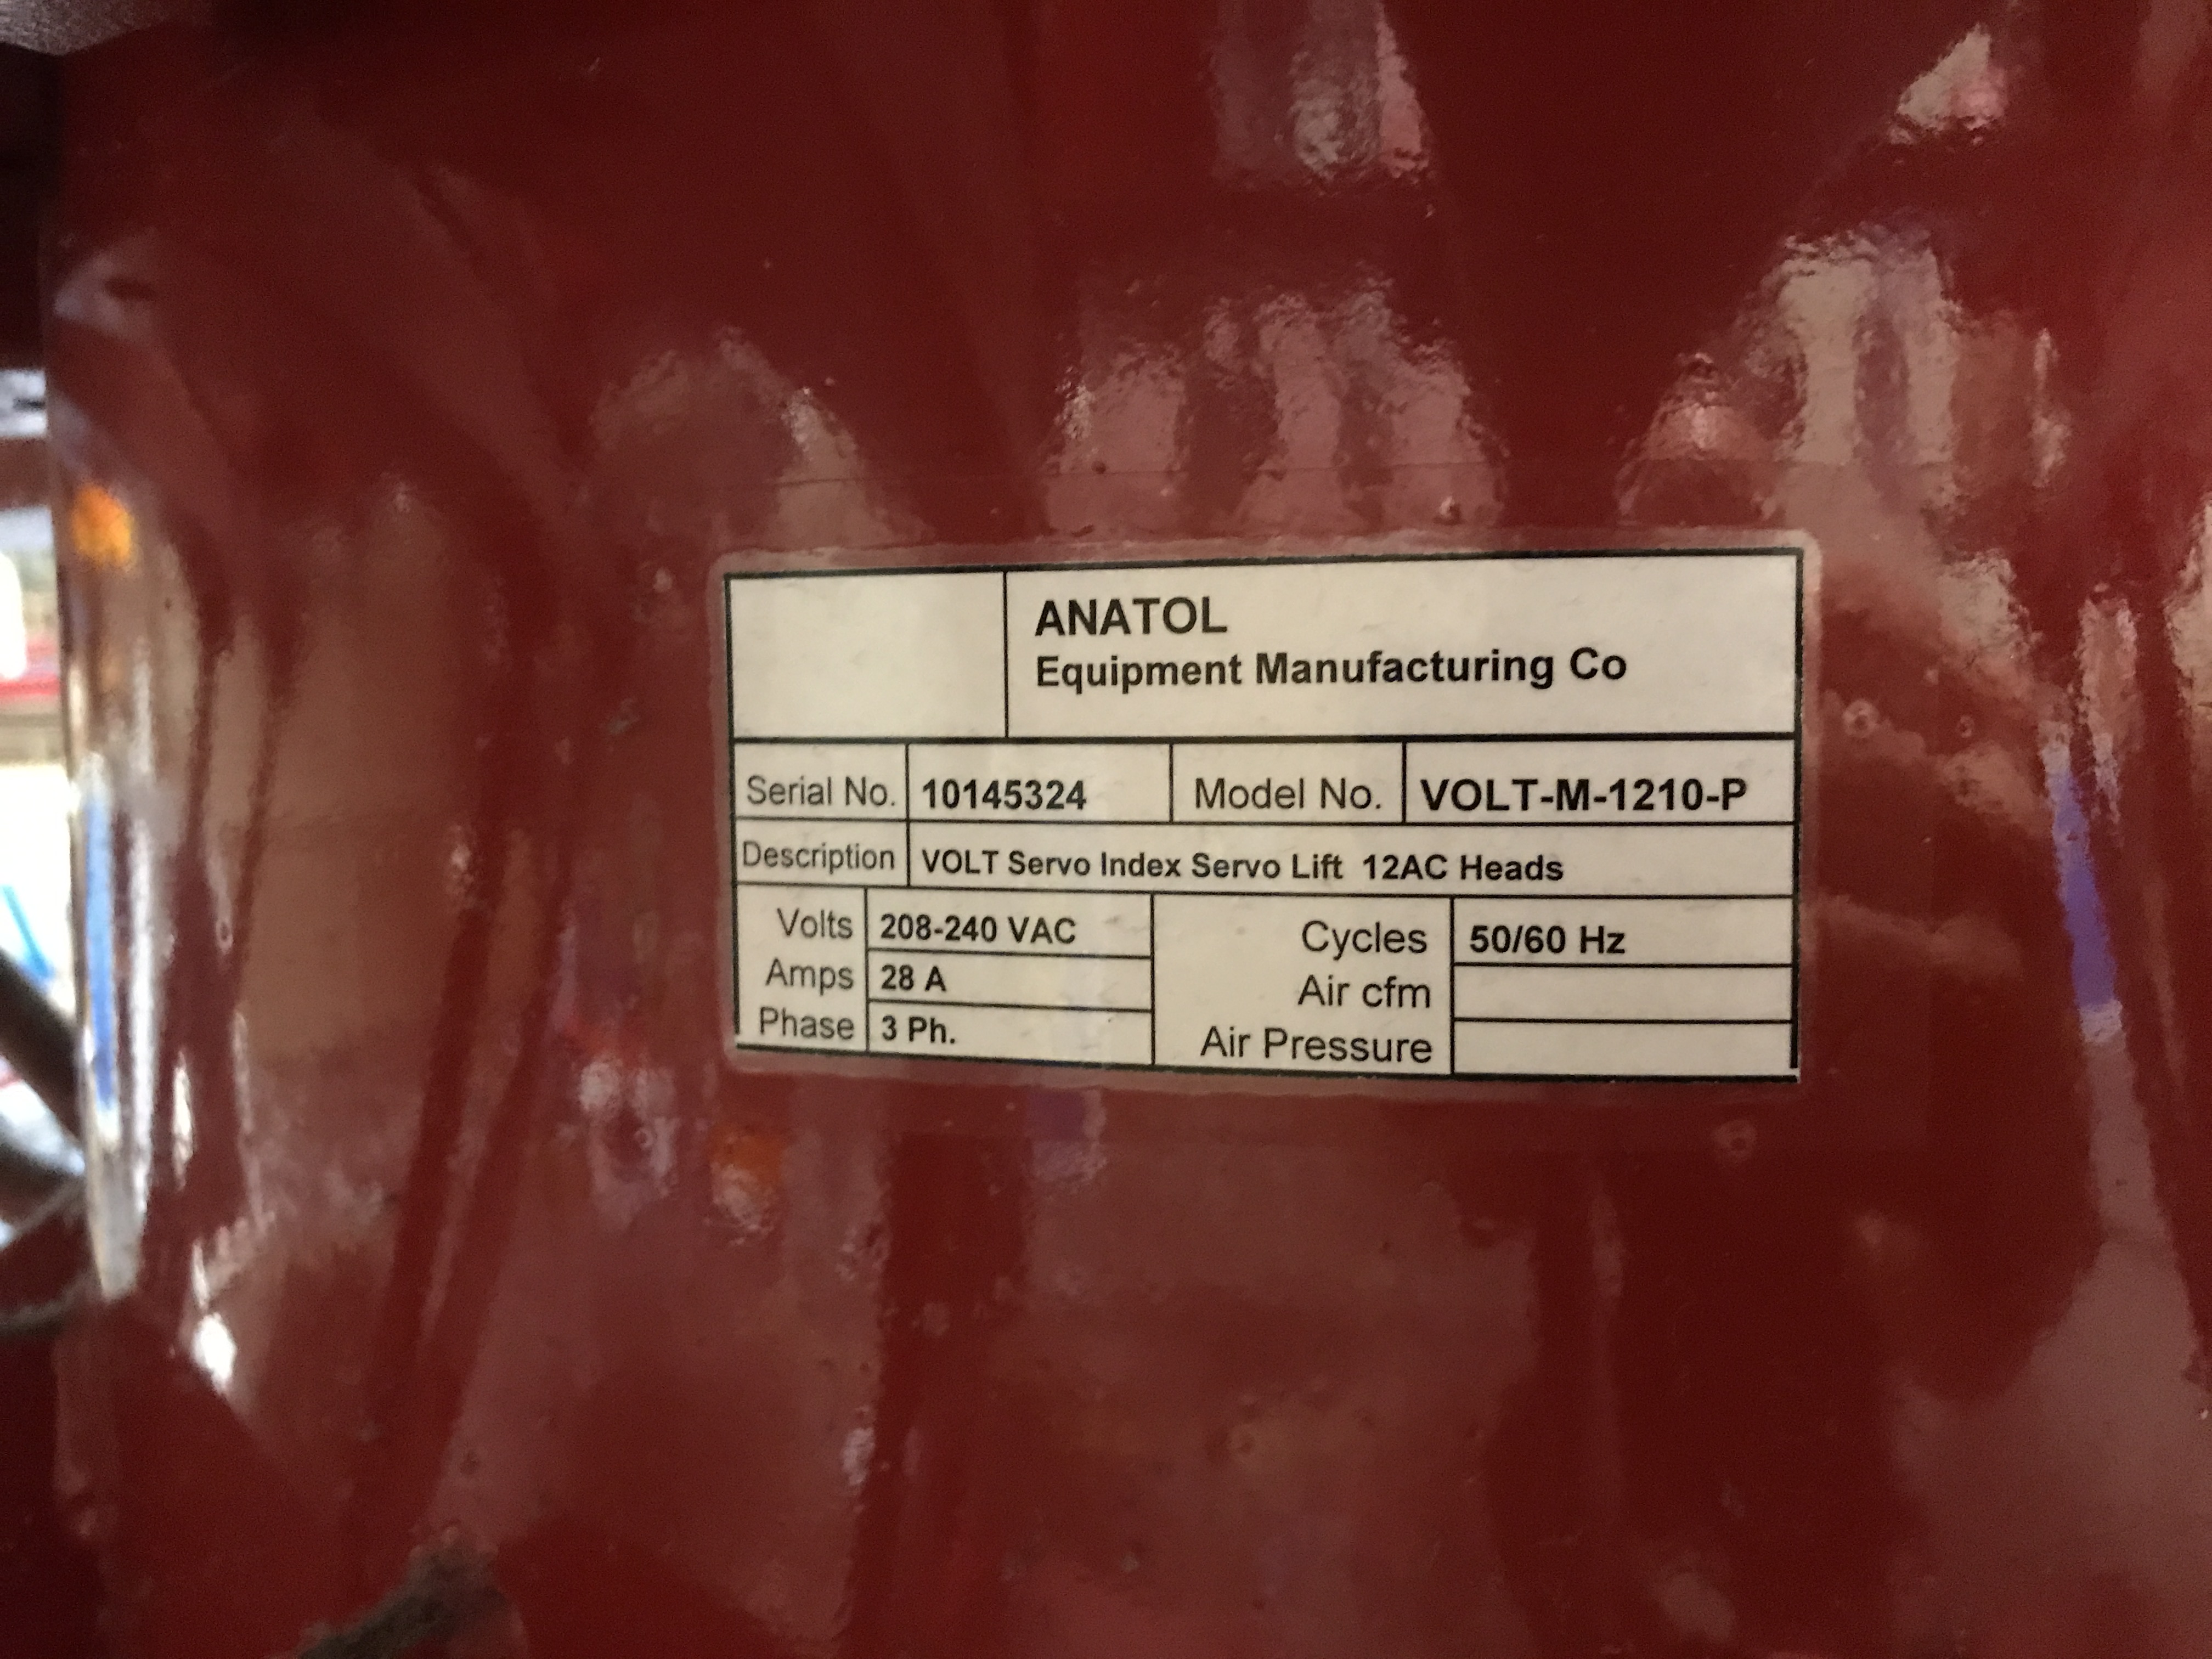 ANATOL
Equipment Manufacturing Co
Serial No. 10145324 Model No. VOLT-M-1210-P
Description VOLT Servo Index Servo Lift 12AC Heads
Volts 208-240 VAC Cycles 50/60 Hz
Amps 28 A Air cfm
Phase 3 Ph. Air Pressure